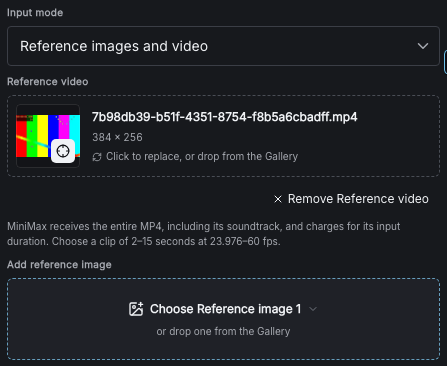 Input mode
Reference images and video
Reference video
7b98db39-b51f-4351-8754-f8b5a6cbadff.mp4
384 × 256
Click to replace, or drop from the Gallery
× Remove Reference video
MiniMax receives the entire MP4, including its soundtrack, and charges for its input
duration. Choose a clip of 2–15 seconds at 23.976–60 fps.
Add reference image
Choose Reference image 1
or drop one from the Gallery